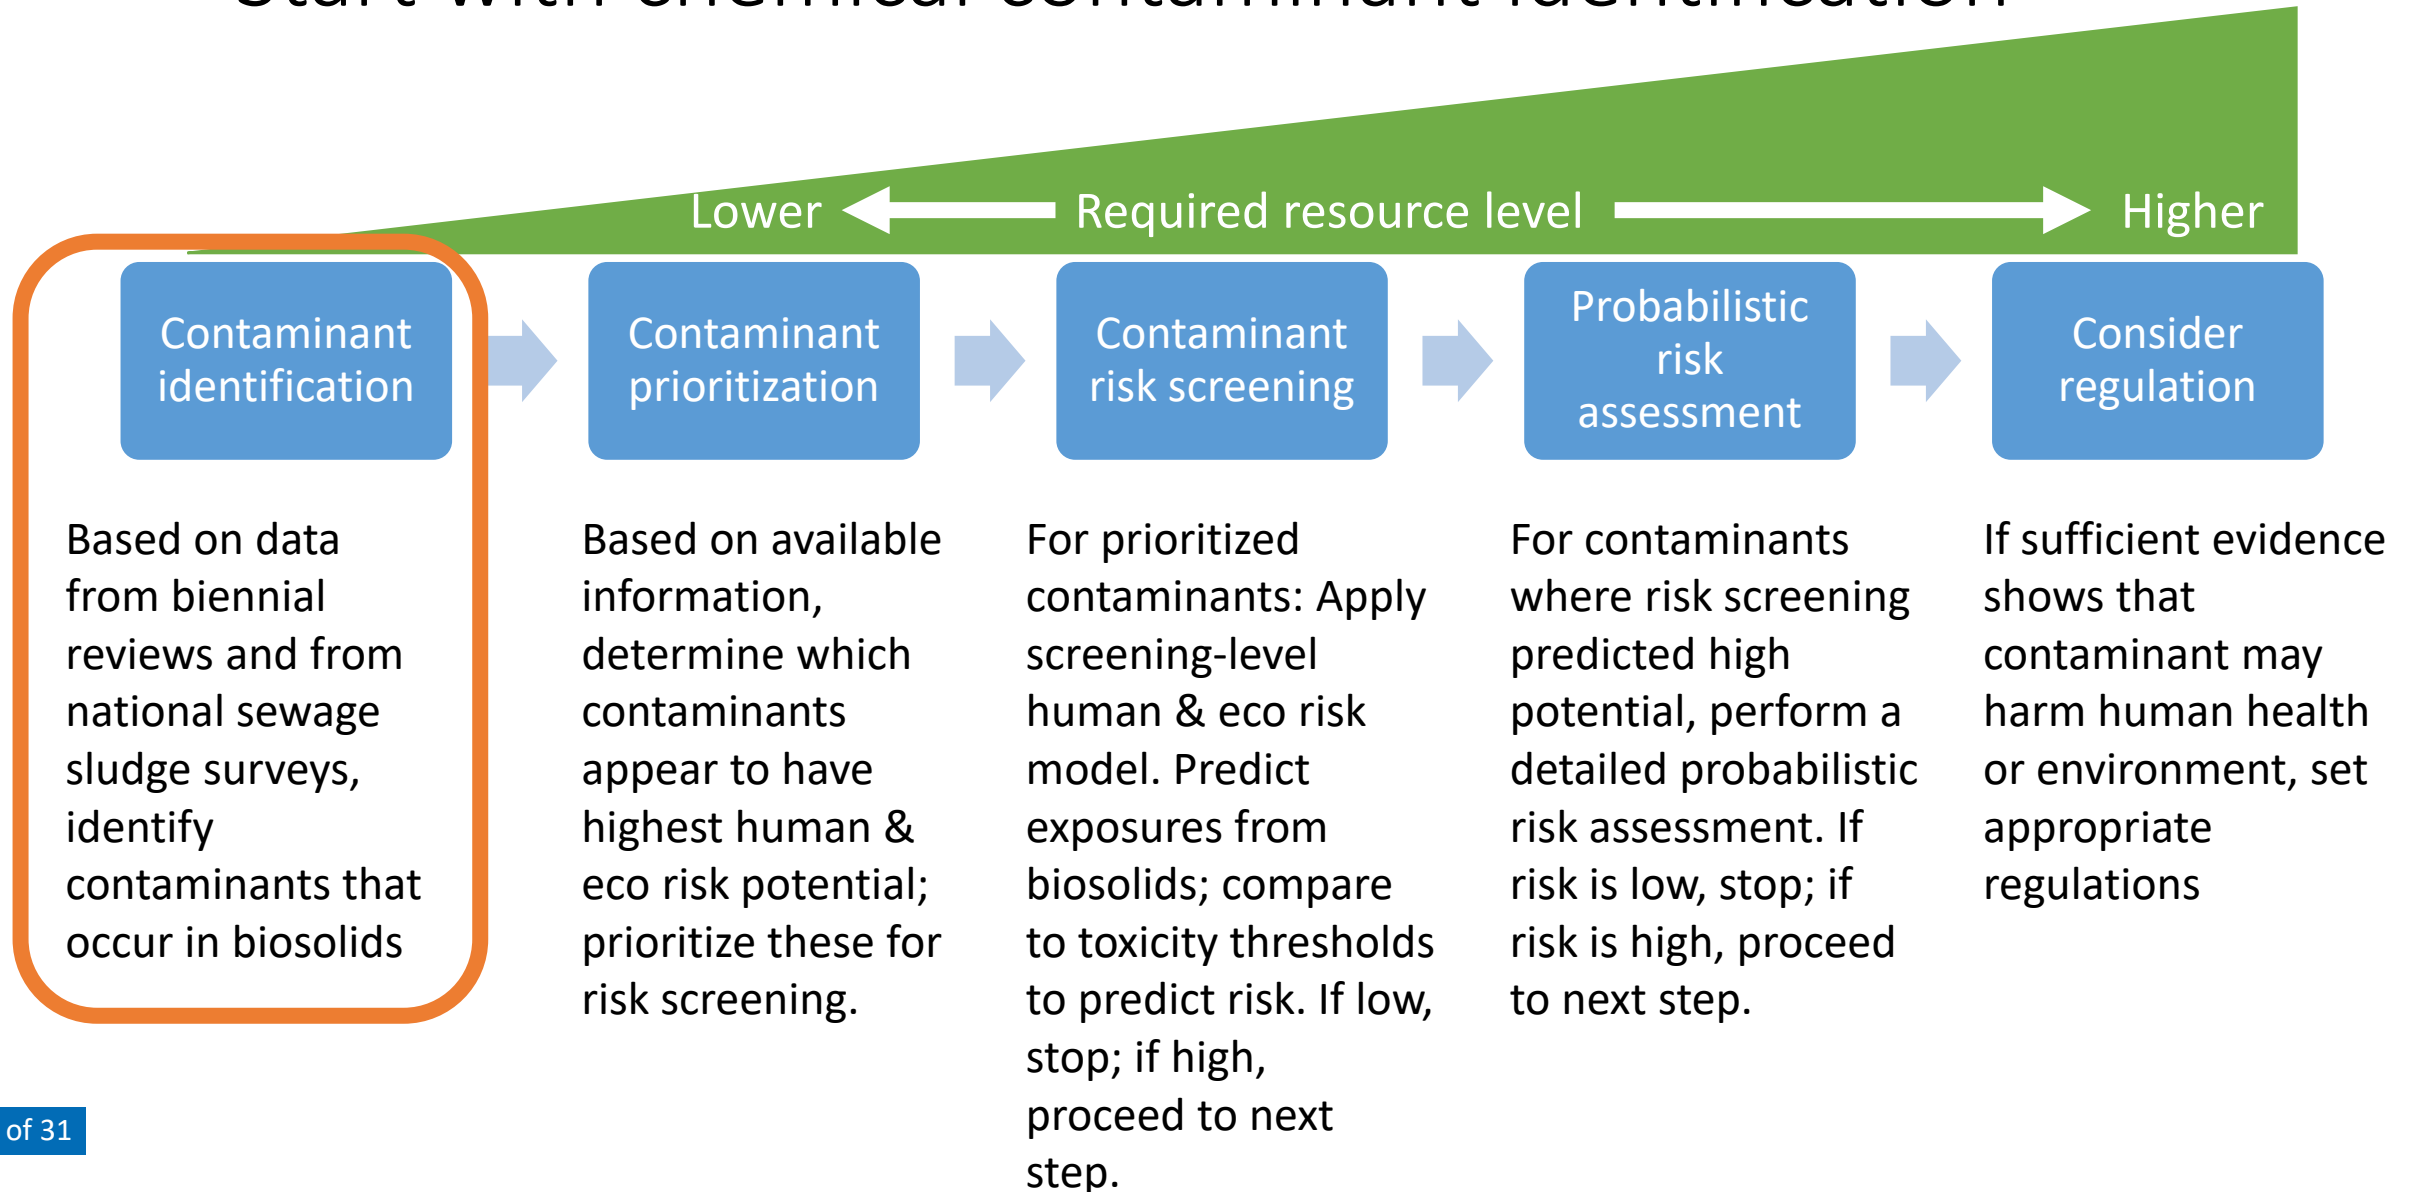 Start with chemical contaminant identification
Lower Required resource level Higher
Contaminant
identification
Contaminant
prioritization
Contaminant
risk screening
Probabilistic
risk
assessment
Consider
regulation
Based on data
from biennial
reviews and from
national sewage
sludge surveys,
identify
contaminants that
occur in biosolids
Based on available
information,
determine which
contaminants
appear to have
highest human &
eco risk potential;
prioritize these for
risk screening.
For prioritized
contaminants: Apply
screening-level
human & eco risk
model. Predict
exposures from
biosolids; compare
to toxicity thresholds
to predict risk. If low,
stop; if high,
proceed to next
step.
For contaminants
where risk screening
predicted high
potential, perform a
detailed probabilistic
risk assessment. If
risk is low, stop; if
risk is high, proceed
to next step.
If sufficient evidence
shows that
contaminant may
harm human health
or environment, set
appropriate
regulations
of 31